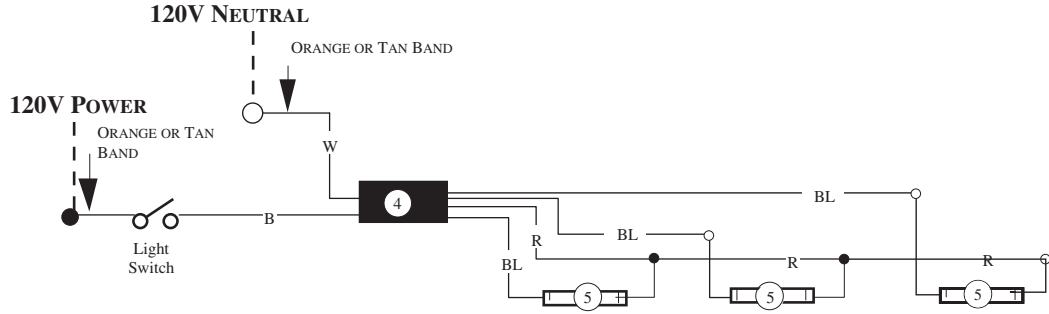 120V NEUTRAL
ORANGE OR TAN BAND
120V POWER
ORANGE OR TAN
BAND
W
4
BL
B
R
BL
BL
R
R
Light
Switch
5
5
5